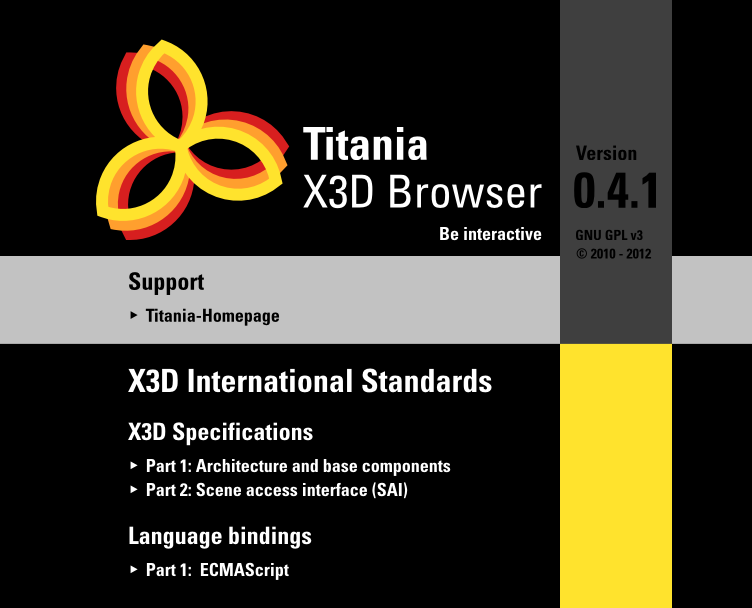 Titania
X3D Browser
Be interactive
Version
0.4.1
GNU GPL v3
© 2010 - 2012
Support
Titania-Homepage
X3D International Standards
X3D Specifications
Part 1: Architecture and base components
Part 2: Scene access interface (SAI)
Language bindings
Part 1:  ECMAScript